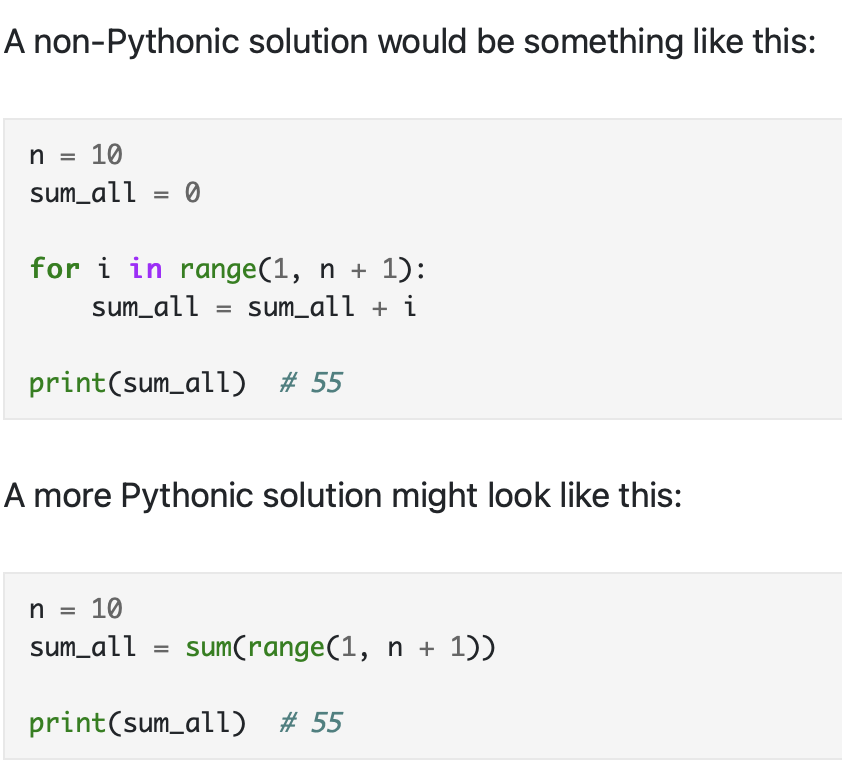 A non-Pythonic solution would be something like this:
n = 10
sum_all = 0
for i in range(1, n + 1):
    sum_all = sum_all + i
print(sum_all)  # 55
A more Pythonic solution might look like this:
n = 10
sum_all = sum(range(1, n + 1))
print(sum_all)  # 55